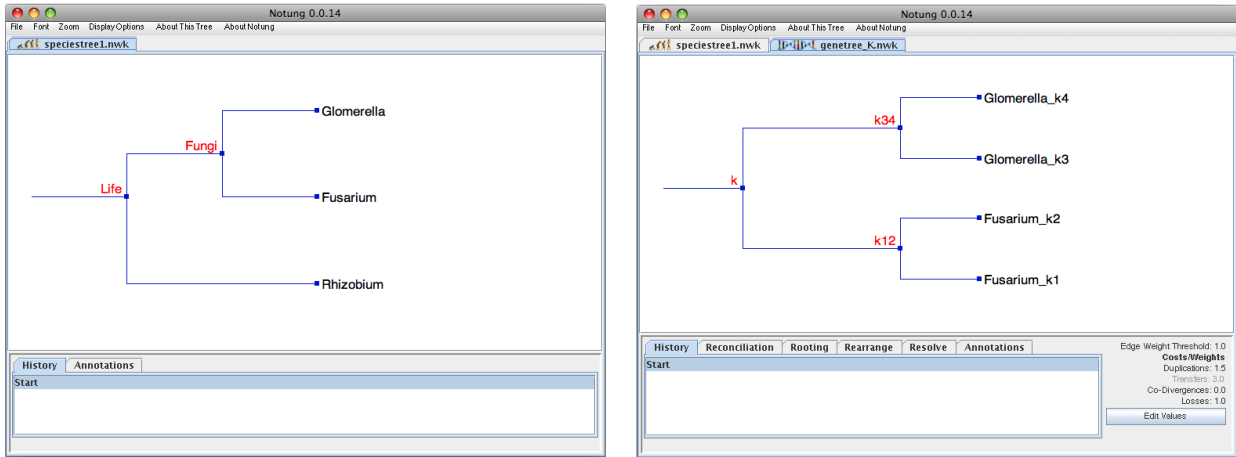 Notung 0.0.14
File Font Zoom Display Options About This Tree About Notung
speciestree1.nwk
Glomerella
Fungi
Life
Fusarium
Rhizobium
History Annotations
Start
Notung 0.0.14
File Font Zoom Display Options About This Tree About Notung
speciestree1.nwk genetree_K.nwk
Glomerella_k4
k34
Glomerella_k3
k
Fusarium_k2
k12
Fusarium_k1
History Reconciliation Rooting Rearrange Resolve Annotations
Start
Edge Weight Threshold: 1.0
Costs/Weights
Duplications: 1.5
Transfers: 3.0
Co-Divergences: 0.0
Losses: 1.0
Edit Values